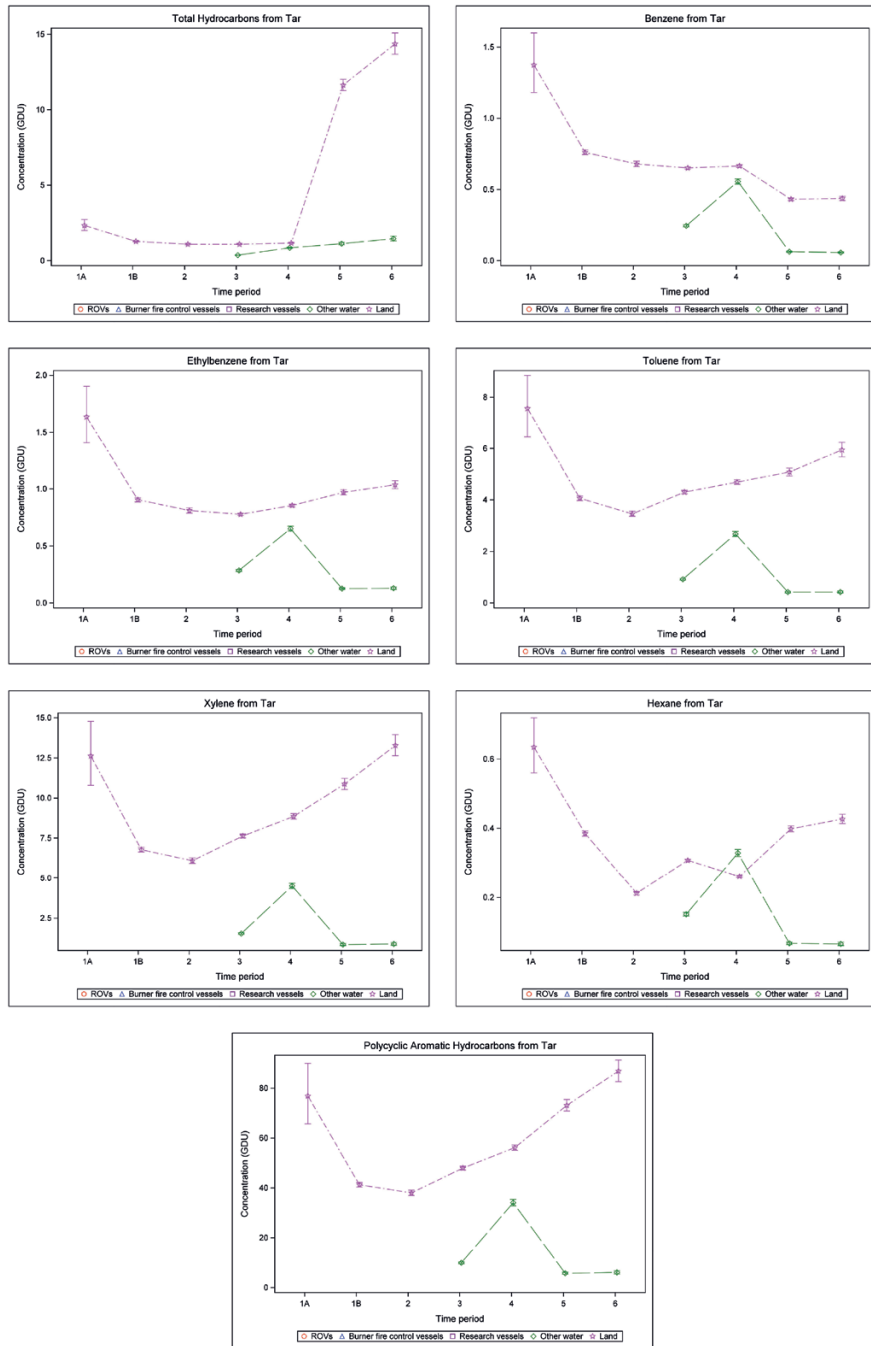 Total Hydrocarbons from Tar
15
10
5
0
Concentration (GDU)
1A 1B 2 3 4 5 6
Time period
ROVs Burner fire control vessels Research vessels Other water Land
Benzene from Tar
1.5
1.0
0.5
0.0
Concentration (GDU)
1A 1B 2 3 4 5 6
Time period
ROVs Burner fire control vessels Research vessels Other water Land
Ethylbenzene from Tar
2.0
1.5
1.0
0.5
0.0
Concentration (GDU)
1A 1B 2 3 4 5 6
Time period
ROVs Burner fire control vessels Research vessels Other water Land
Toluene from Tar
8
6
4
2
0
Concentration (GDU)
1A 1B 2 3 4 5 6
Time period
ROVs Burner fire control vessels Research vessels Other water Land
Xylene from Tar
15.0
12.5
10.0
7.5
5.0
2.5
Concentration (GDU)
1A 1B 2 3 4 5 6
Time period
ROVs Burner fire control vessels Research vessels Other water Land
Hexane from Tar
0.6
0.4
0.2
Concentration (GDU)
1A 1B 2 3 4 5 6
Time period
ROVs Burner fire control vessels Research vessels Other water Land
Polycyclic Aromatic Hydrocarbons from Tar
80
60
40
20
0
Concentration (GDU)
1A 1B 2 3 4 5 6
Time period
ROVs Burner fire control vessels Research vessels Other water Land